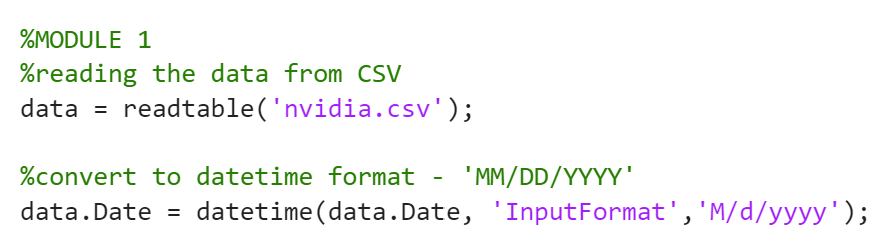 %MODULE 1
%reading the data from CSV
data = readtable('nvidia.csv');
%convert to datetime format - 'MM/DD/YYYY'
data.Date = datetime(data.Date, 'InputFormat','M/d/yyyy');